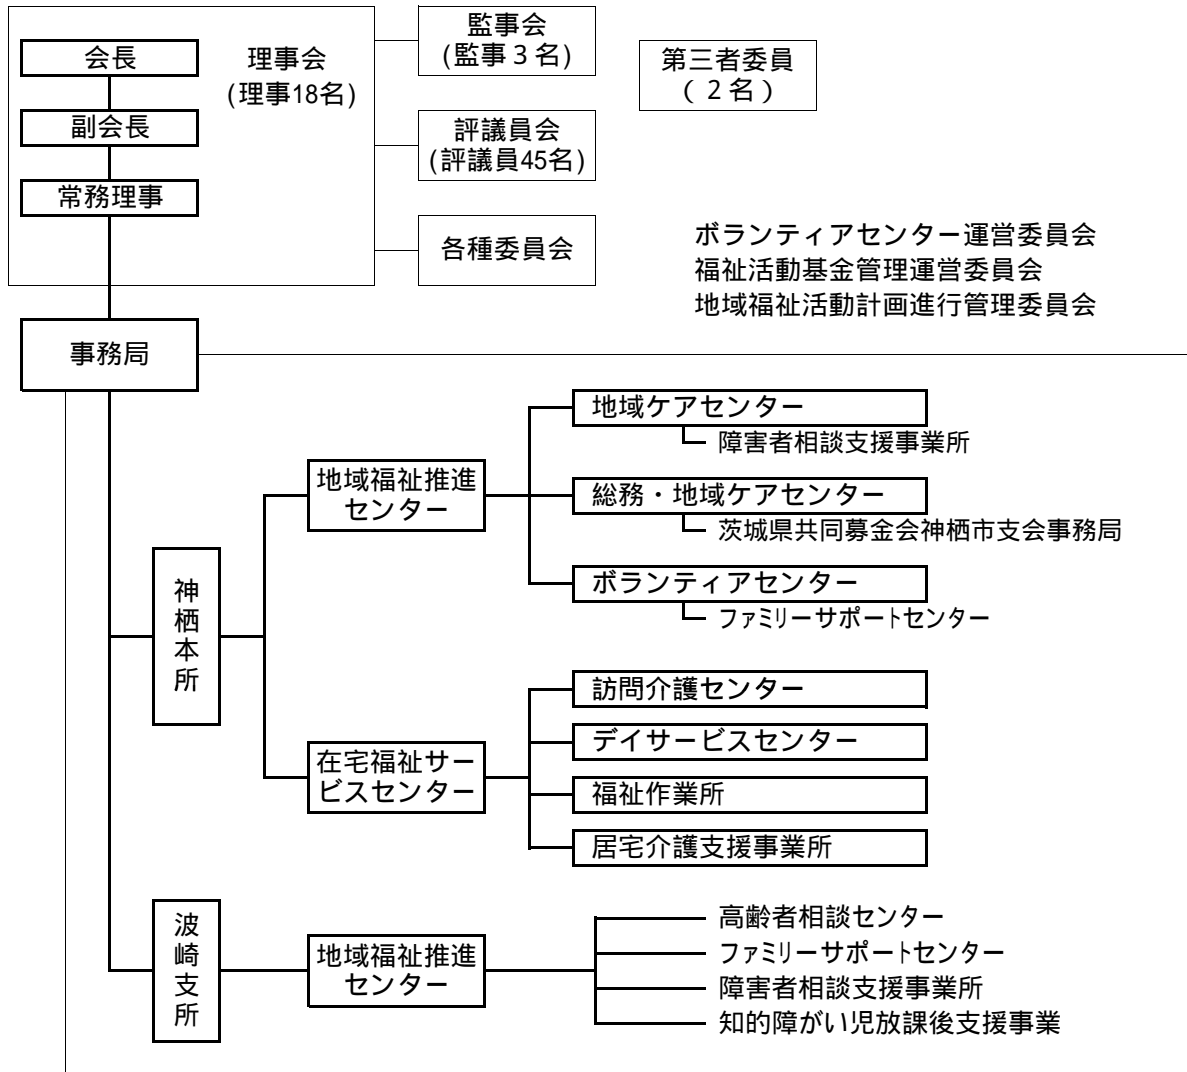 会長
副会長
常務理事
理事会
(理事18名)
監事会
(監事３名)
評議員会
(評議員45名)
各種委員会
第三者委員
(２名)
ボランティアセンター運営委員会
福祉活動基金管理運営委員会
地域福祉活動計画進行管理委員会
事務局
神栖本所
地域福祉推進
センター
地域ケアセンター
障害者相談支援事業所
総務・地域ケアセンター
茨城県共同募金会神栖市支会事務局
ボランティアセンター
ファミリーサポートセンター
在宅福祉サー
ビスセンター
訪問介護センター
デイサービスセンター
福祉作業所
居宅介護支援事業所
波崎支所
地域福祉推進
センター
高齢者相談センター
ファミリーサポートセンター
障害者相談支援事業所
知的障がい児放課後支援事業